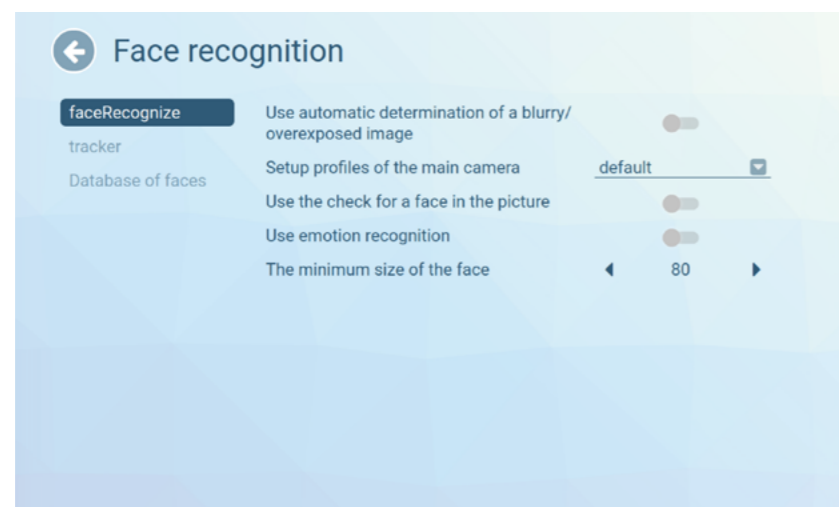 Face recognition
faceRecognize
tracker
Database of faces
Use automatic determination of a blurry/
overexposed image
Setup profiles of the main camera
default
Use the check for a face in the picture
Use emotion recognition
The minimum size of the face
80